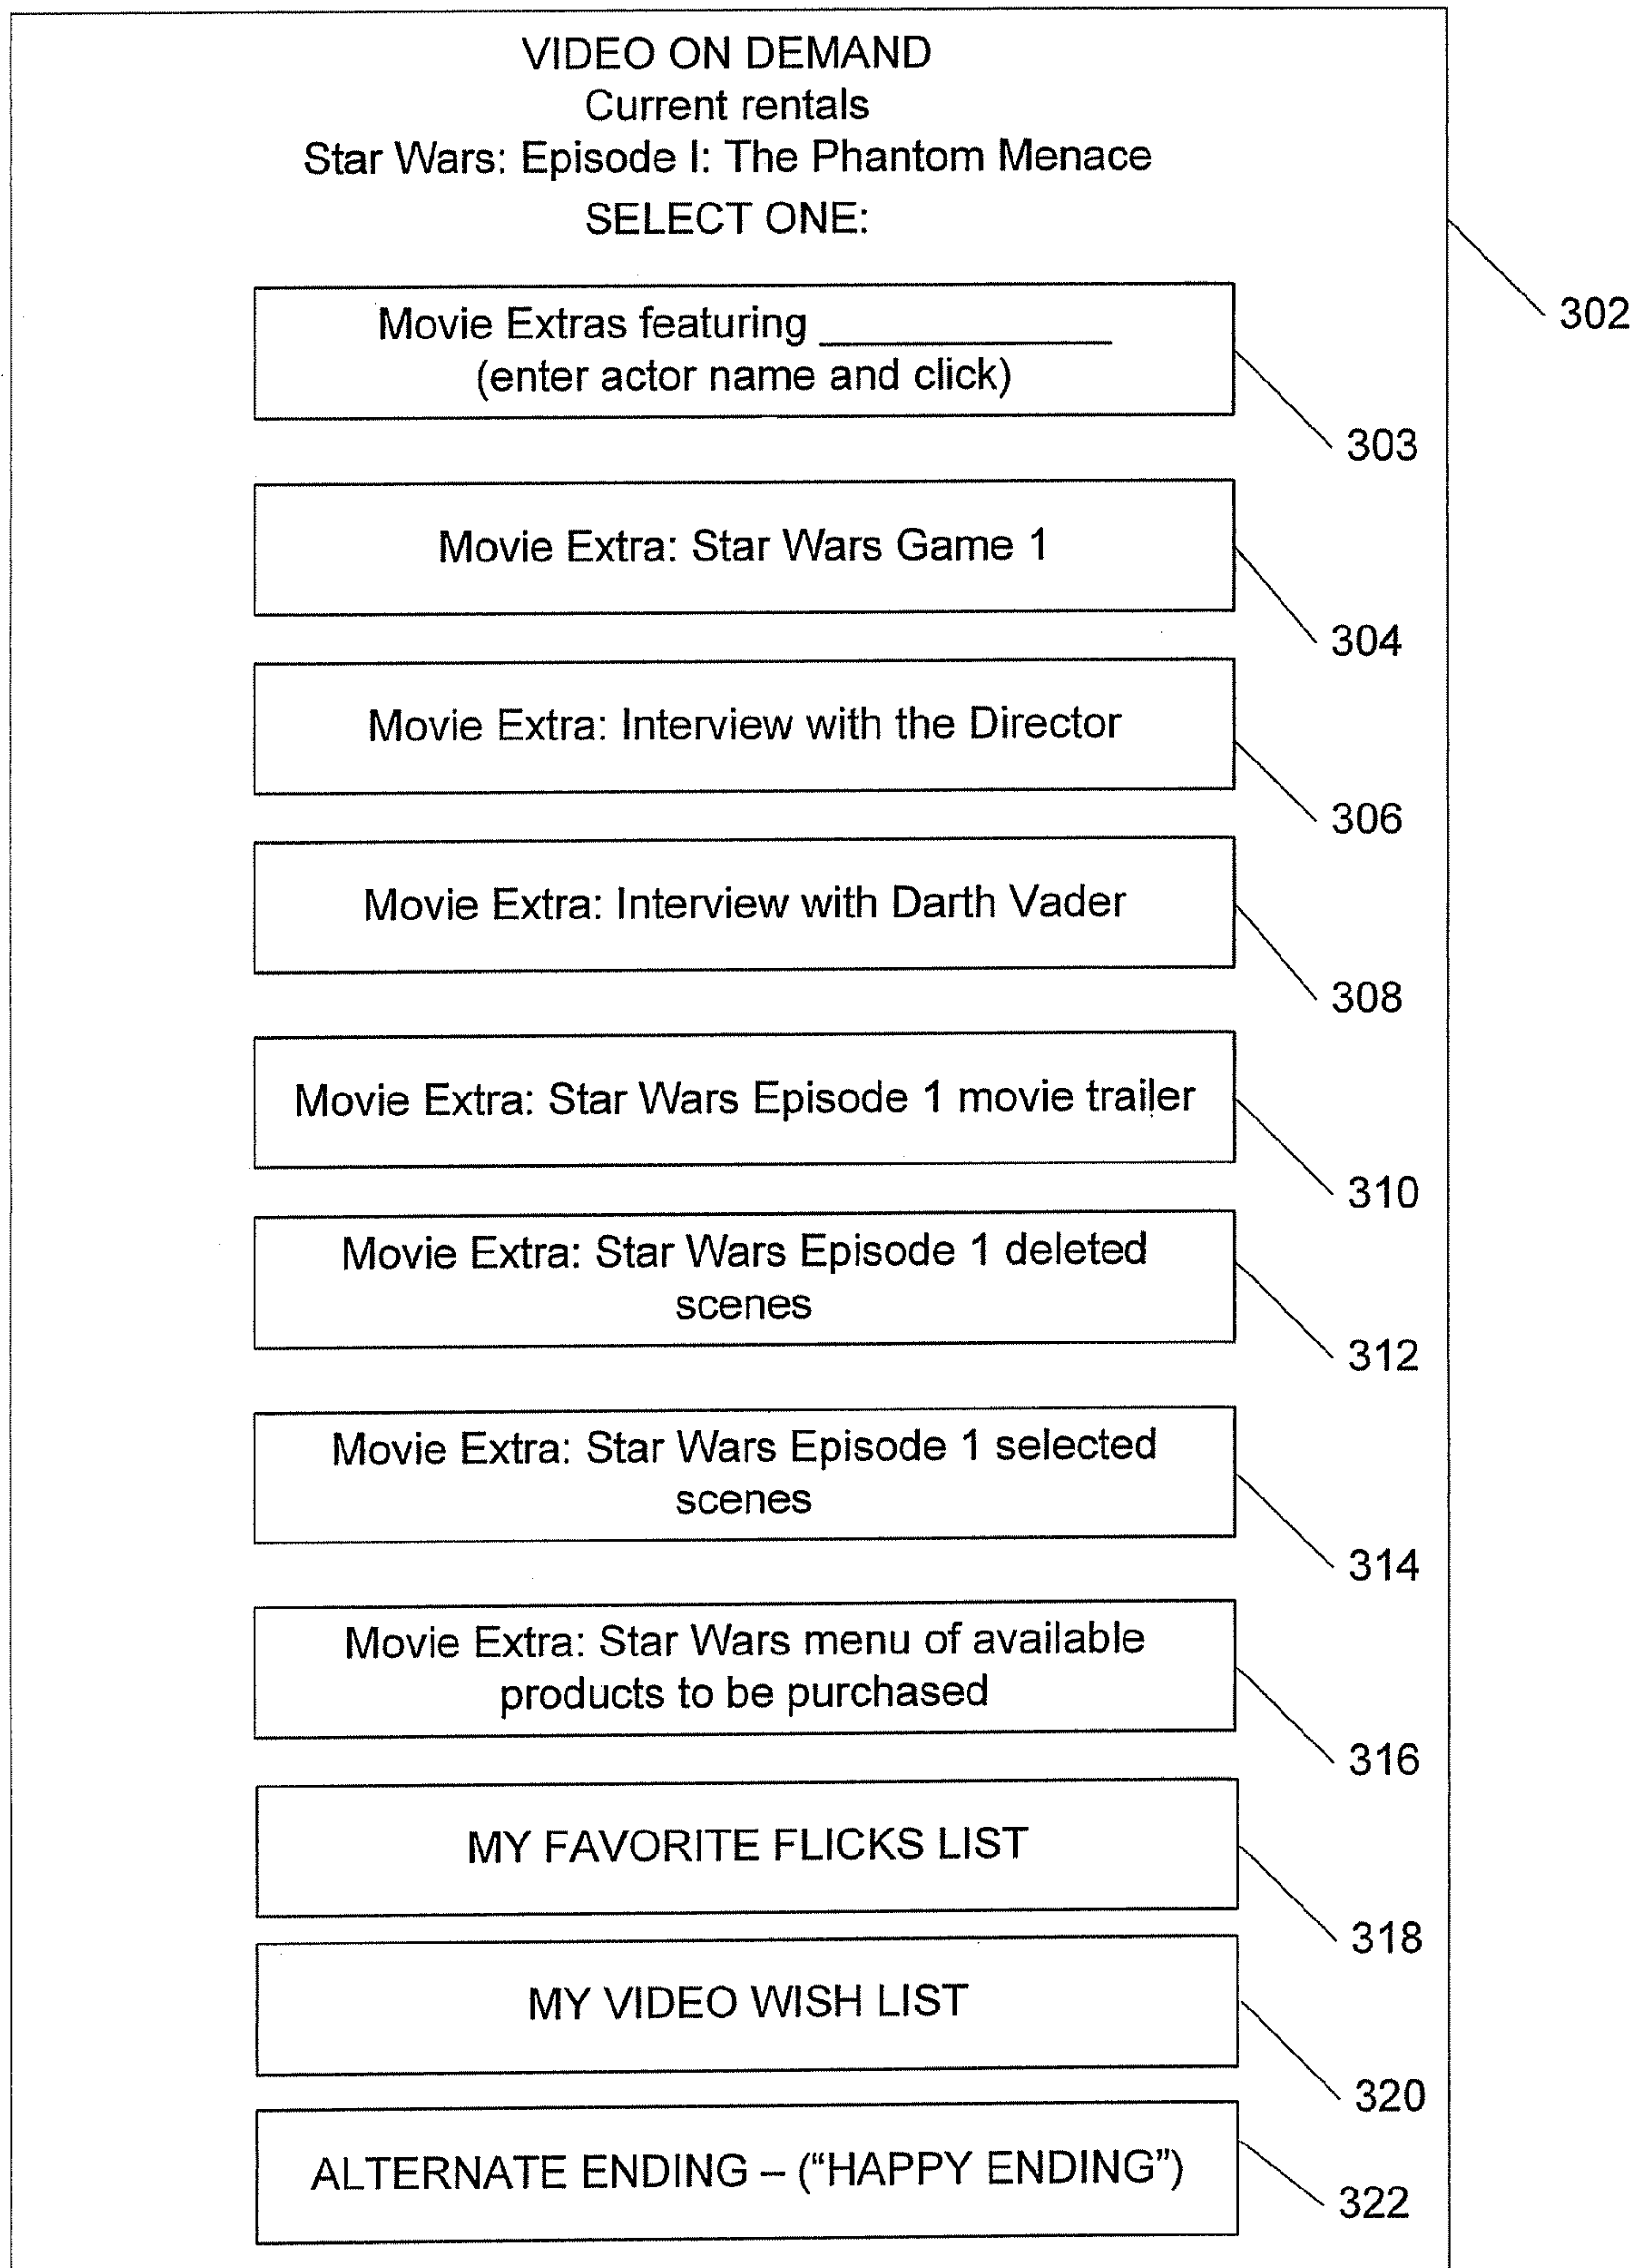 VIDEO ON DEMAND
Current rentals
Star Wars: Episode I: The Phantom Menace
SELECT ONE:
302
Movie Extras featuring ____________
(enter actor name and click)
303
Movie Extra: Star Wars Game 1
304
Movie Extra: Interview with the Director
306
Movie Extra: Interview with Darth Vader
308
Movie Extra: Star Wars Episode 1 movie trailer
310
Movie Extra: Star Wars Episode 1 deleted
scenes
312
Movie Extra: Star Wars Episode 1 selected
scenes
314
Movie Extra: Star Wars menu of available
products to be purchased
316
MY FAVORITE FLICKS LIST
318
MY VIDEO WISH LIST
320
ALTERNATE ENDING – (“HAPPY ENDING”)
322